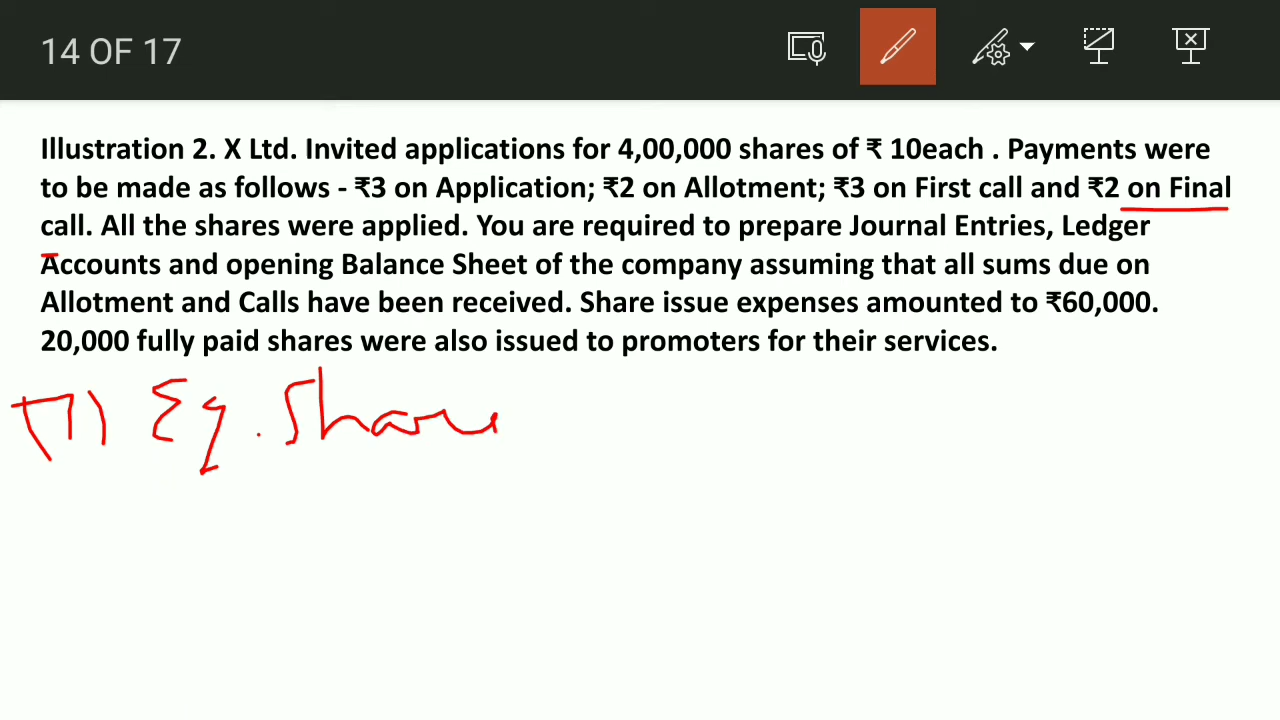 14 OF 17
Illustration 2. X Ltd. Invited applications for 4,00,000 shares of ₹ 10each . Payments were
to be made as follows - ₹3 on Application; ₹2 on Allotment; ₹3 on First call and ₹2 on Final
call. All the shares were applied. You are required to prepare Journal Entries, Ledger
Accounts and opening Balance Sheet of the company assuming that all sums due on
Allotment and Calls have been received. Share issue expenses amounted to ₹60,000.
20,000 fully paid shares were also issued to promoters for their services.
Eq. Share